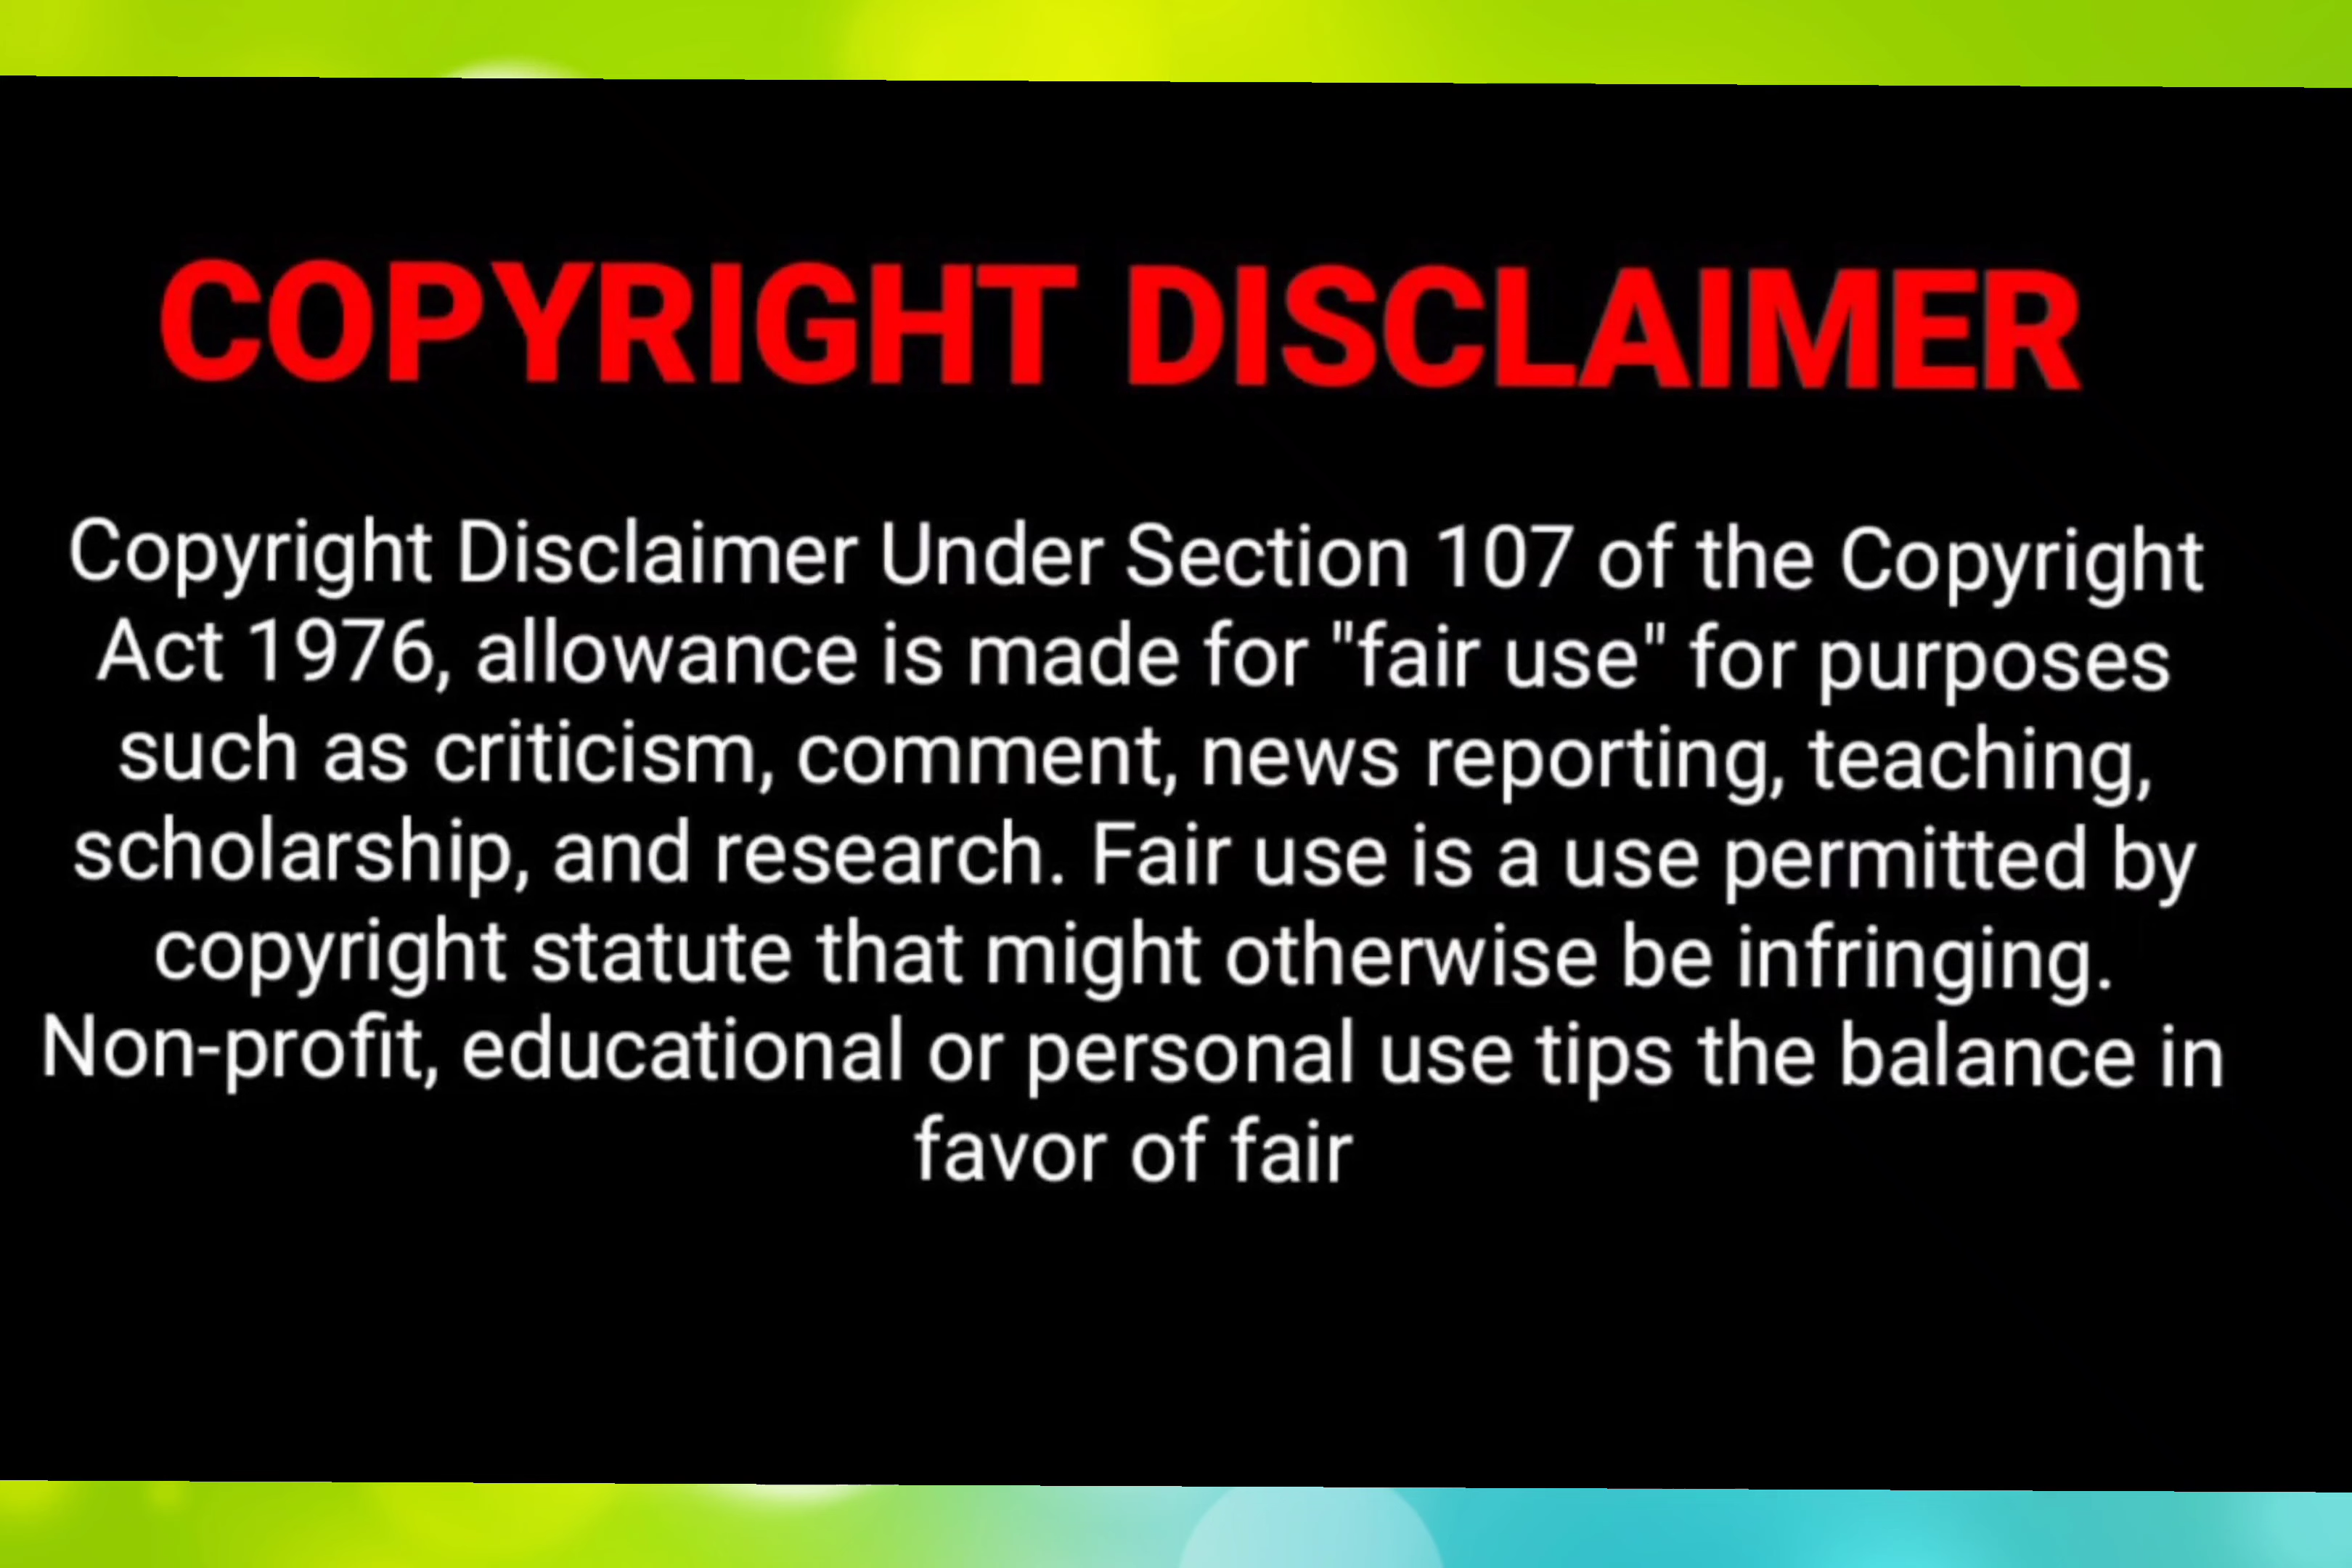 COPYRIGHT DISCLAIMER
Copyright Disclaimer Under Section 107 of the Copyright
Act 1976, allowance is made for "fair use" for purposes
such as criticism, comment, news reporting, teaching,
scholarship, and research. Fair use is a use permitted by
copyright statute that might otherwise be infringing.
Non-profit, educational or personal use tips the balance in
favor of fair